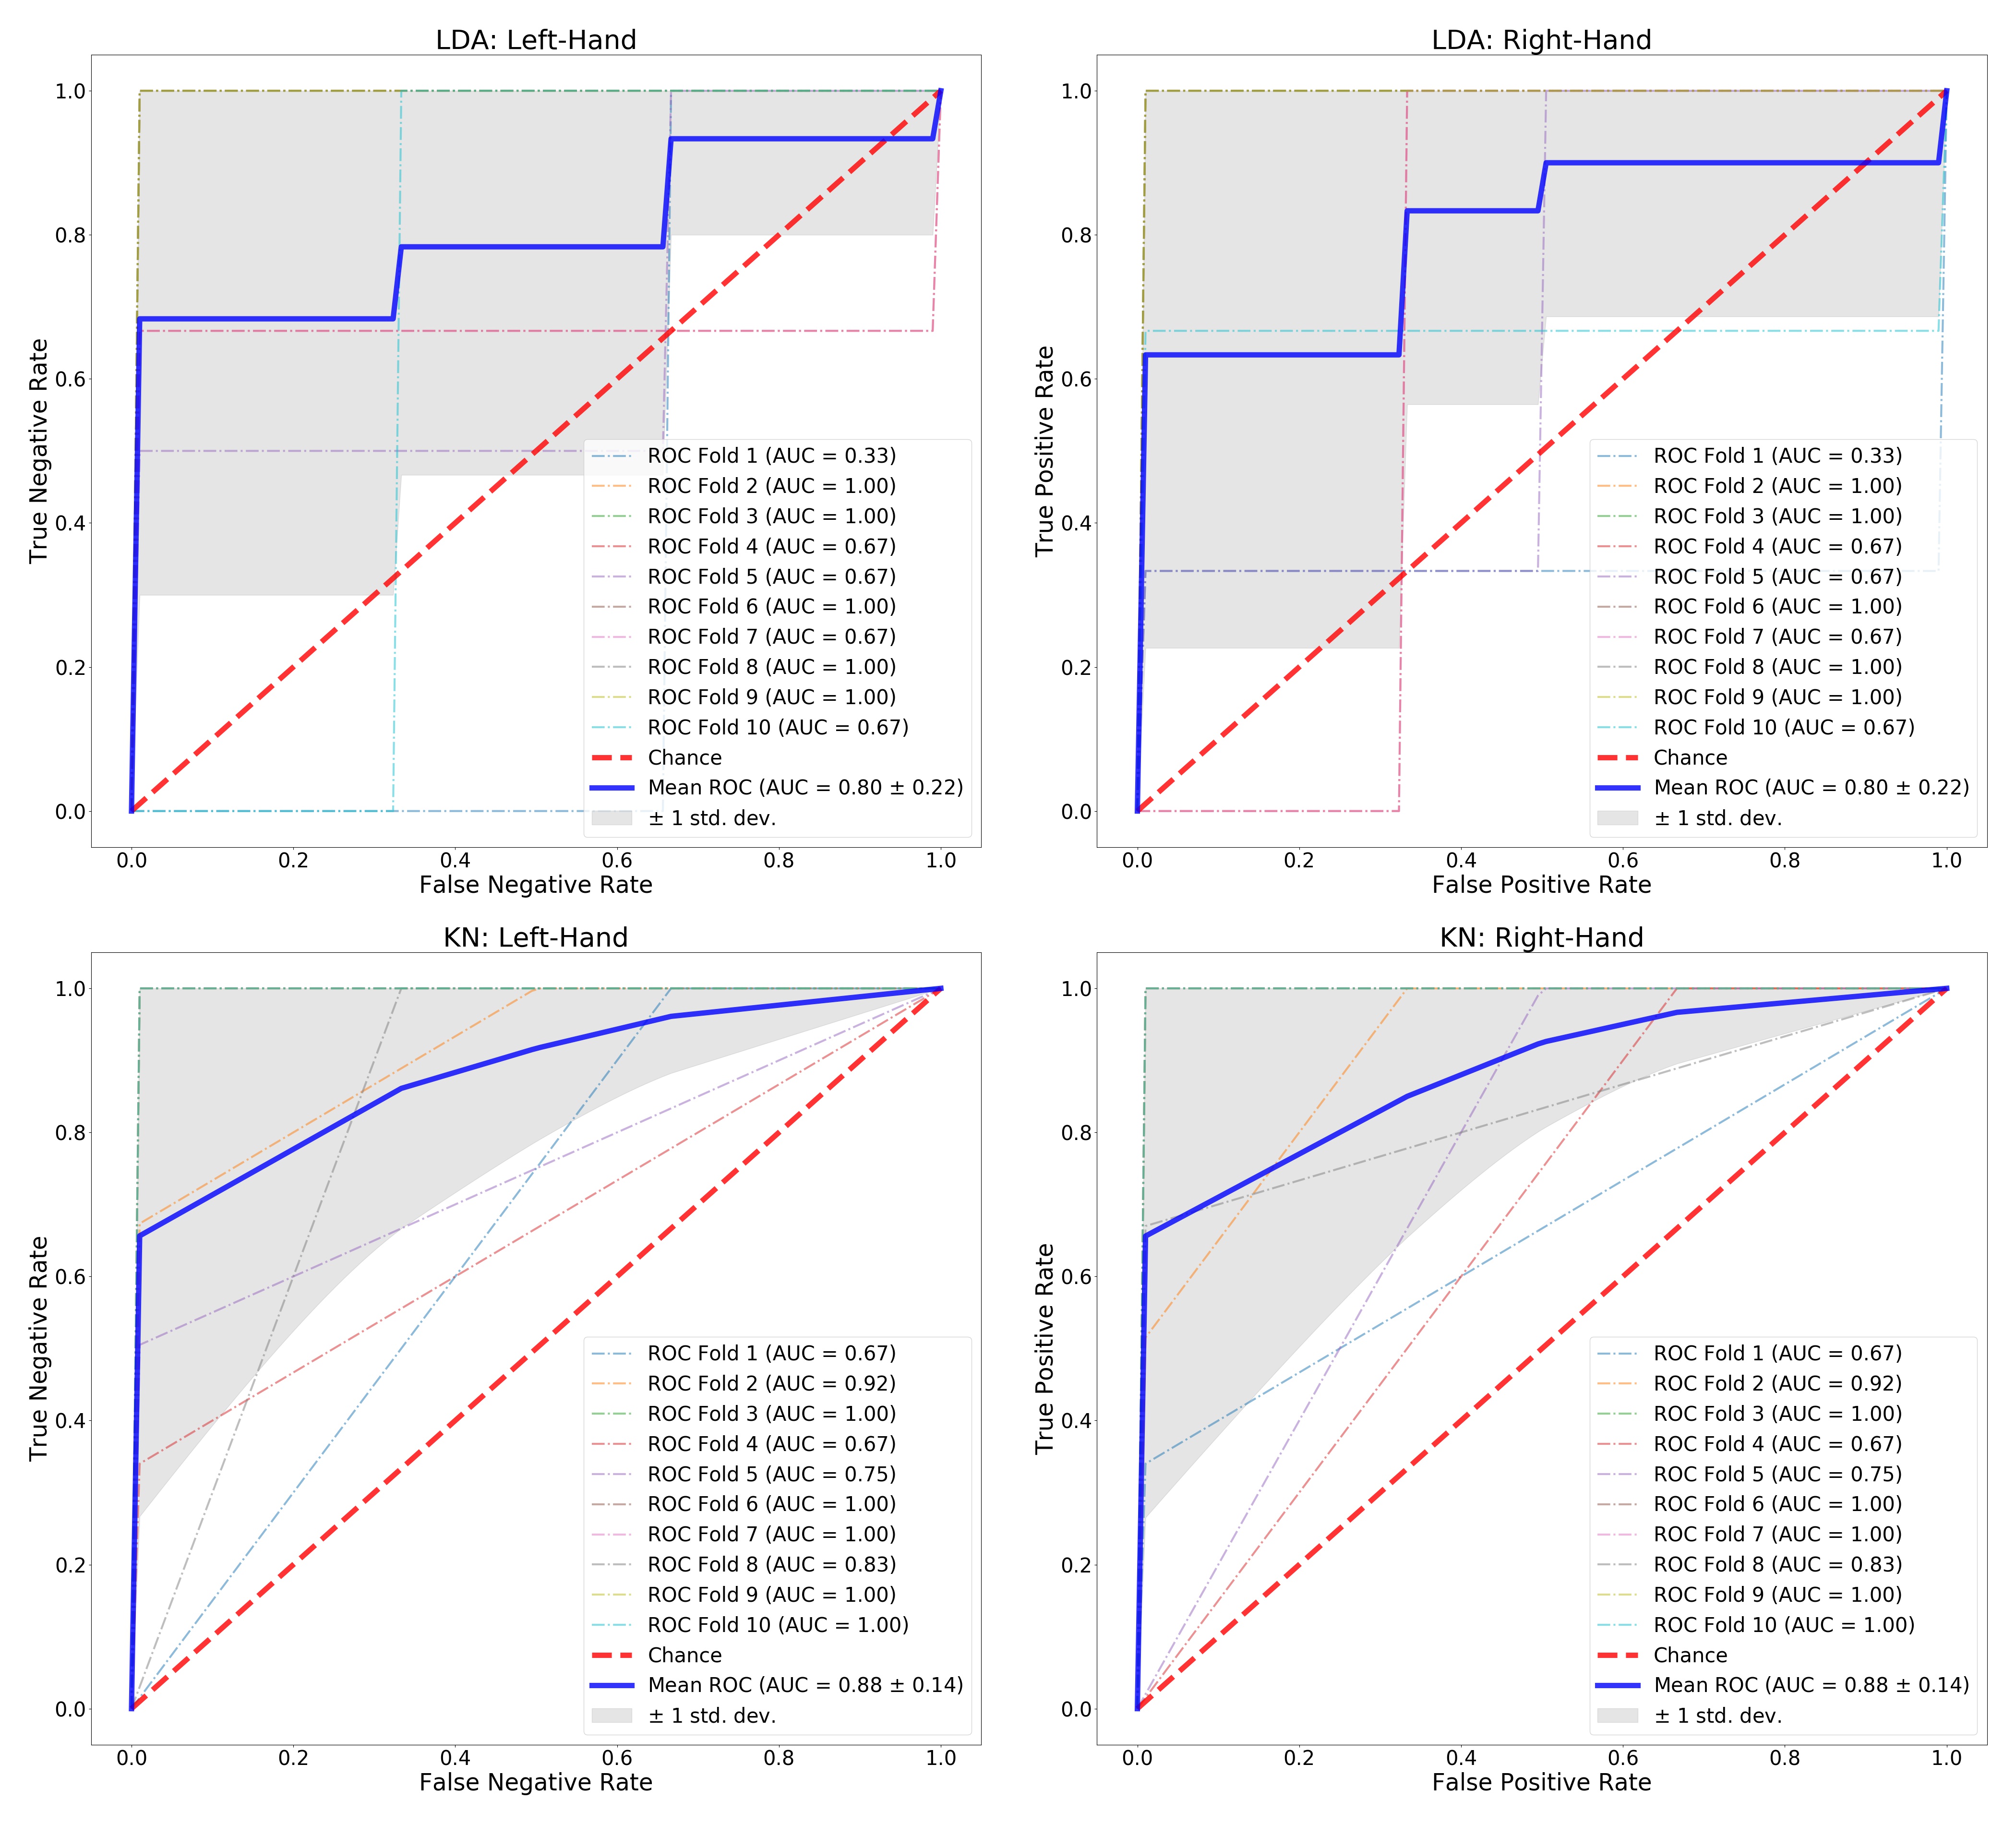 LDA: Left-Hand
True Negative Rate
1.0
0.8
0.6
0.4
0.2
0.0
ROC Fold 1 (AUC = 0.33)
ROC Fold 2 (AUC = 1.00)
ROC Fold 3 (AUC = 1.00)
ROC Fold 4 (AUC = 0.67)
ROC Fold 5 (AUC = 0.67)
ROC Fold 6 (AUC = 1.00)
ROC Fold 7 (AUC = 0.67)
ROC Fold 8 (AUC = 1.00)
ROC Fold 9 (AUC = 1.00)
ROC Fold 10 (AUC = 0.67)
Chance
Mean ROC (AUC = 0.80 ± 0.22)
± 1 std. dev.
0.0 0.2 0.4 0.6 0.8 1.0
False Negative Rate
LDA: Right-Hand
True Positive Rate
1.0
0.8
0.6
0.4
0.2
0.0
ROC Fold 1 (AUC = 0.33)
ROC Fold 2 (AUC = 1.00)
ROC Fold 3 (AUC = 1.00)
ROC Fold 4 (AUC = 0.67)
ROC Fold 5 (AUC = 0.67)
ROC Fold 6 (AUC = 1.00)
ROC Fold 7 (AUC = 0.67)
ROC Fold 8 (AUC = 1.00)
ROC Fold 9 (AUC = 1.00)
ROC Fold 10 (AUC = 0.67)
Chance
Mean ROC (AUC = 0.80 ± 0.22)
± 1 std. dev.
0.0 0.2 0.4 0.6 0.8 1.0
False Positive Rate
KN: Left-Hand
True Negative Rate
1.0
0.8
0.6
0.4
0.2
0.0
ROC Fold 1 (AUC = 0.67)
ROC Fold 2 (AUC = 0.92)
ROC Fold 3 (AUC = 1.00)
ROC Fold 4 (AUC = 0.67)
ROC Fold 5 (AUC = 0.75)
ROC Fold 6 (AUC = 1.00)
ROC Fold 7 (AUC = 1.00)
ROC Fold 8 (AUC = 0.83)
ROC Fold 9 (AUC = 1.00)
ROC Fold 10 (AUC = 1.00)
Chance
Mean ROC (AUC = 0.88 ± 0.14)
± 1 std. dev.
0.0 0.2 0.4 0.6 0.8 1.0
False Negative Rate
KN: Right-Hand
True Positive Rate
1.0
0.8
0.6
0.4
0.2
0.0
ROC Fold 1 (AUC = 0.67)
ROC Fold 2 (AUC = 0.92)
ROC Fold 3 (AUC = 1.00)
ROC Fold 4 (AUC = 0.67)
ROC Fold 5 (AUC = 0.75)
ROC Fold 6 (AUC = 1.00)
ROC Fold 7 (AUC = 1.00)
ROC Fold 8 (AUC = 0.83)
ROC Fold 9 (AUC = 1.00)
ROC Fold 10 (AUC = 1.00)
Chance
Mean ROC (AUC = 0.88 ± 0.14)
± 1 std. dev.
0.0 0.2 0.4 0.6 0.8 1.0
False Positive Rate